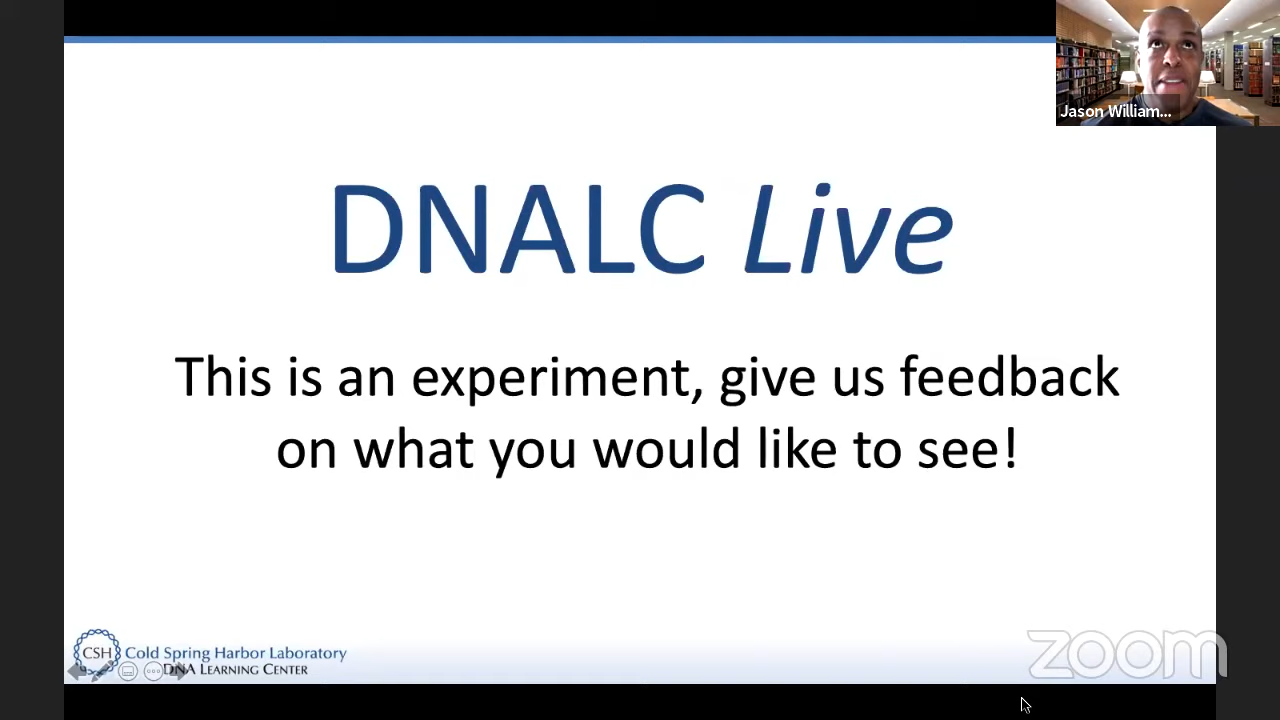 Jason William...
DNALC Live
This is an experiment, give us feedback
on what you would like to see!
CSH
Cold Spring Harbor Laboratory
DNA LEARNING CENTER
zoom